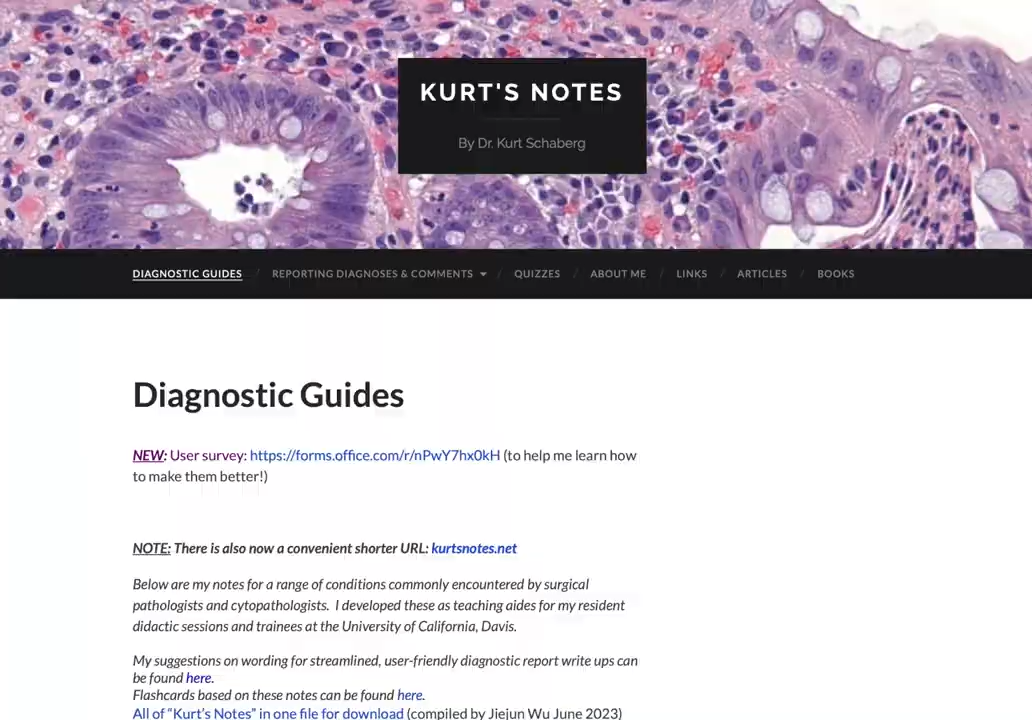 KURT'S NOTES
By Dr. Kurt Schaberg
DIAGNOSTIC GUIDES / REPORTING DIAGNOSES & COMMENTS / QUIZZES / ABOUT ME / LINKS / ARTICLES / BOOKS
Diagnostic Guides
NEW: User survey: https://forms.office.com/r/nPwY7hx0kH (to help me learn how
to make them better!)
NOTE: There is also now a convenient shorter URL: kurtsnotes.net
Below are my notes for a range of conditions commonly encountered by surgical
pathologists and cytopathologists. I developed these as teaching aides for my resident
didactic sessions and trainees at the University of California, Davis.
My suggestions on wording for streamlined, user-friendly diagnostic report write ups can
be found here.
Flashcards based on these notes can be found here.
All of “Kurt’s Notes” in one file for download (compiled by Jiejun Wu June 2023)